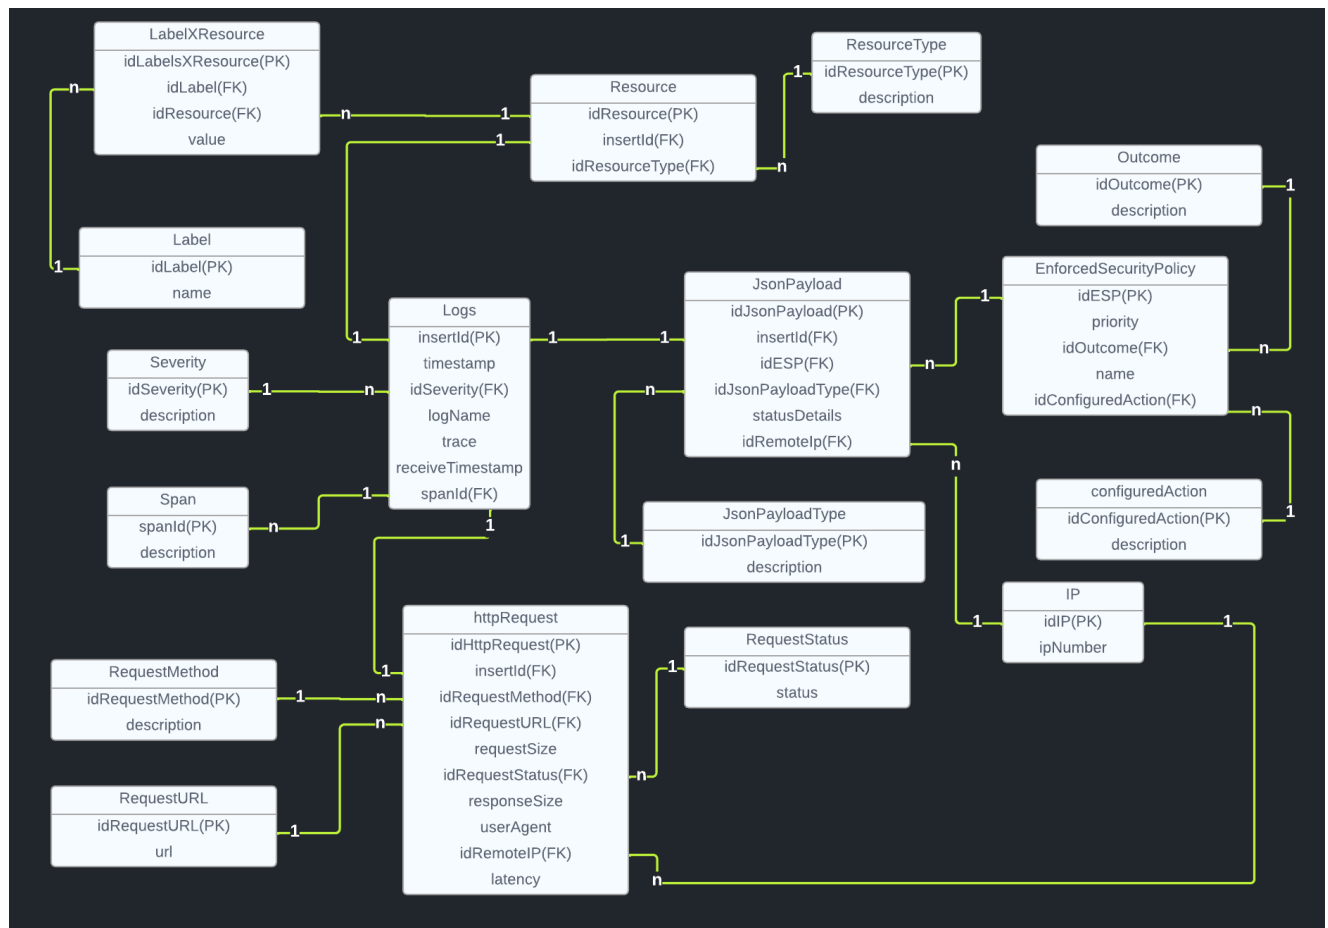 LabelXResource
idLabelsXResource(PK)
idLabel(FK)
idResource(FK)
value
n
n
1
1
Resource
idResource(PK)
insertId(FK)
idResourceType(FK)
n
1
ResourceType
idResourceType(PK)
description
Outcome
idOutcome(PK)
description
1
Label
idLabel(PK)
name
1
Logs
insertId(PK)
timestamp
idSeverity(FK)
logName
trace
receiveTimestamp
spanId(FK)
1
1
1
n
1
1
Severity
idSeverity(PK)
description
1
Span
spanId(PK)
description
n
JsonPayload
idJsonPayload(PK)
insertId(FK)
idESP(FK)
idJsonPayloadType(FK)
statusDetails
idRemoteIp(FK)
n
n
n
1
EnforcedSecurityPolicy
idESP(PK)
priority
idOutcome(FK)
name
idConfiguredAction(FK)
n
n
JsonPayloadType
idJsonPayloadType(PK)
description
1
configuredAction
idConfiguredAction(PK)
description
1
IP
idIP(PK)
ipNumber
1
1
httpRequest
idHttpRequest(PK)
insertId(FK)
idRequestMethod(FK)
idRequestURL(FK)
requestSize
idRequestStatus(FK)
responseSize
userAgent
idRemoteIP(FK)
latency
1
n
n
n
n
RequestStatus
idRequestStatus(PK)
status
1
RequestMethod
idRequestMethod(PK)
description
1
RequestURL
idRequestURL(PK)
url
1